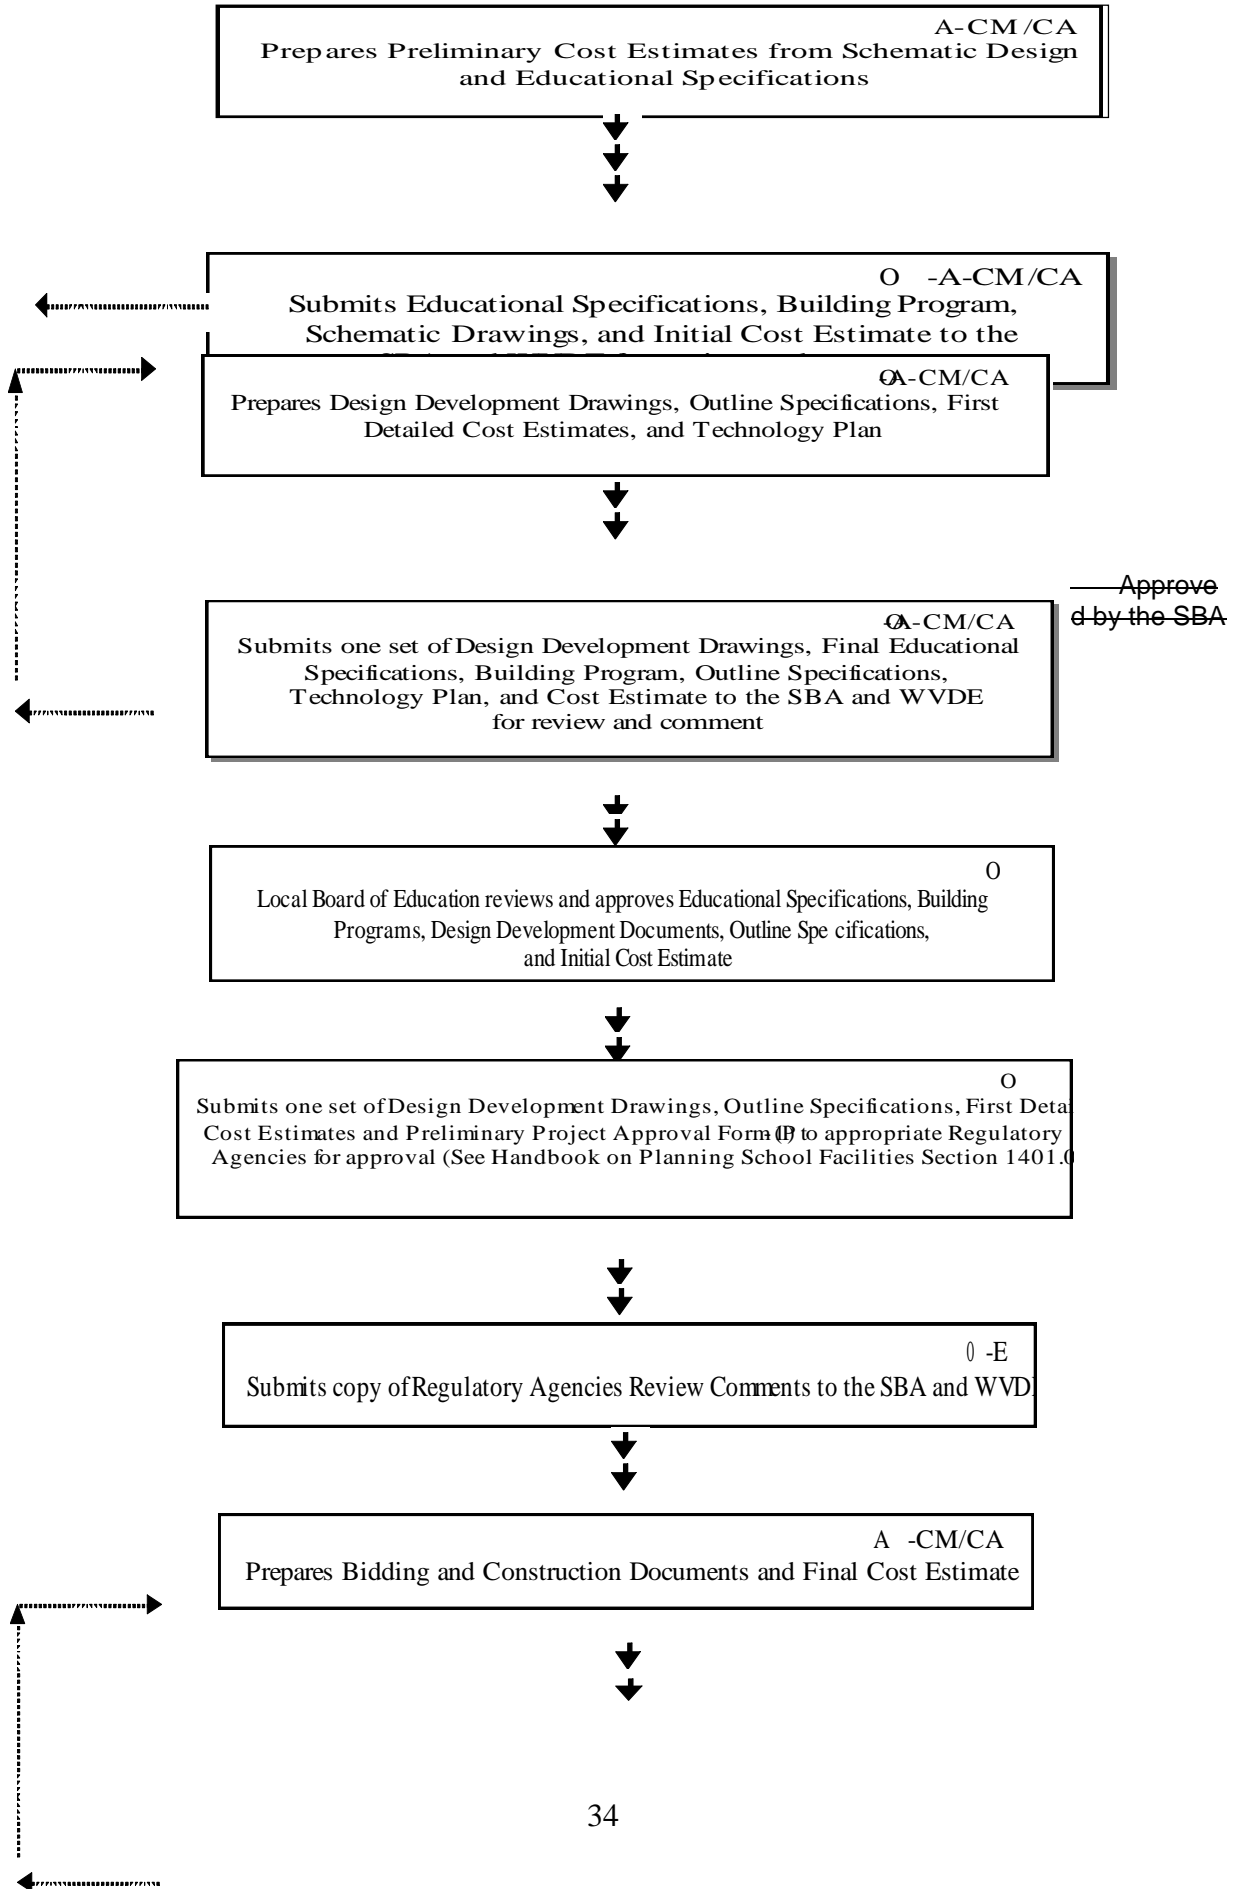 A-CM/CA
Prepares Preliminary Cost Estimates from Schematic Design
and Educational Specifications
O -A-CM/CA
Submits Educational Specifications, Building Program,
Schematic Drawings, and Initial Cost Estimate to the
O-A-CM/CA
Prepares Design Development Drawings, Outline Specifications, First
Detailed Cost Estimates, and Technology Plan
Approve
d by the SBA
O-A-CM/CA
Submits one set of Design Development Drawings, Final Educational
Specifications, Building Program, Outline Specifications,
Technology Plan, and Cost Estimate to the SBA and WVDE
for review and comment
O
Local Board of Education reviews and approves Educational Specifications, Building
Programs, Design Development Documents, Outline Spe cifications,
and Initial Cost Estimate
O
Submits one set of Design Development Drawings, Outline Specifications, First Detai
Cost Estimates and Preliminary Project Approval Form to appropriate Regulatory
Agencies for approval (See Handbook on Planning School Facilities Section 1401.0
0 -E
Submits copy of Regulatory Agencies Review Comments to the SBA and WVD
A -CM/CA
Prepares Bidding and Construction Documents and Final Cost Estimate
34